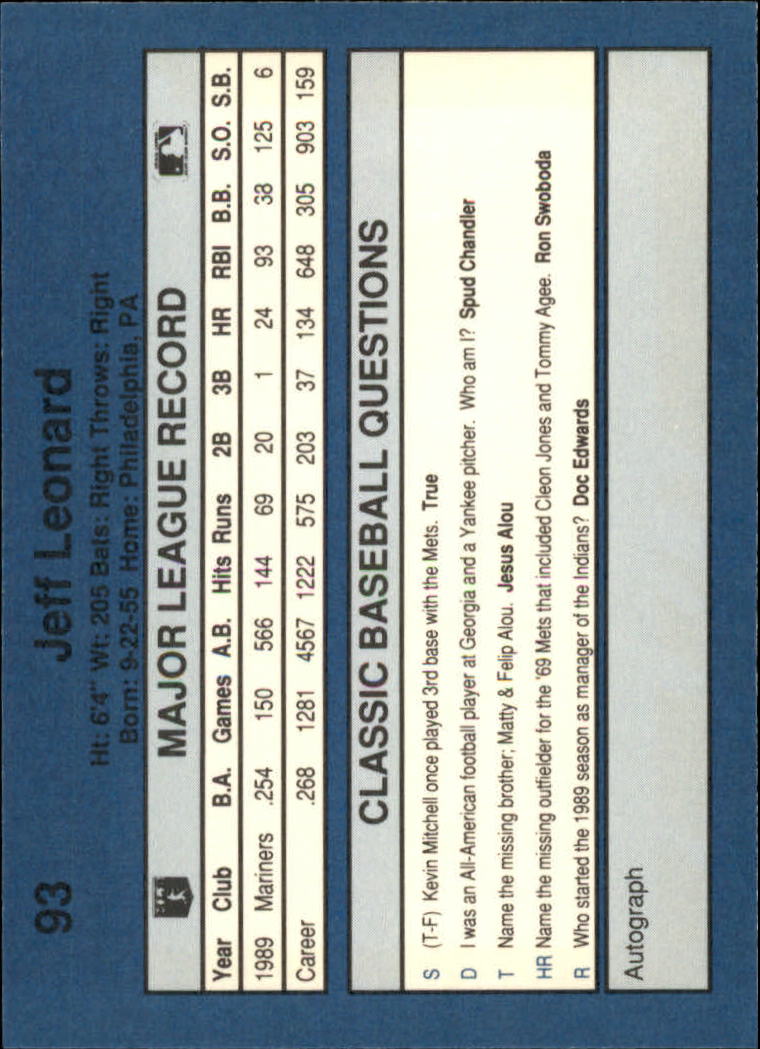 93 Jeff Leonard
Ht: 6'4" Wt: 205 Bats: Right Throws: Right
Born: 9-22-55 Home: Philadelphia, PA
MAJOR LEAGUE RECORD
Year Club B.A. Games A.B. Hits Runs 2B 3B HR RBI B.B. S.O. S.B.
1989 Mariners .254 150 566 144 69 20 1 24 93 38 125 6
Career .268 1281 4567 1222 575 203 37 134 648 305 903 159
CLASSIC BASEBALL QUESTIONS
S (T-F) Kevin Mitchell once played 3rd base with the Mets. True
D I was an All-American football player at Georgia and a Yankee pitcher. Who am I? Spud Chandler
T Name the missing brother; Matty & Felip Alou. Jesus Alou
HR Name the missing outfielder for the '69 Mets that included Cleon Jones and Tommy Agee. Ron Swoboda
R Who started the 1989 season as manager of the Indians? Doc Edwards
Autograph